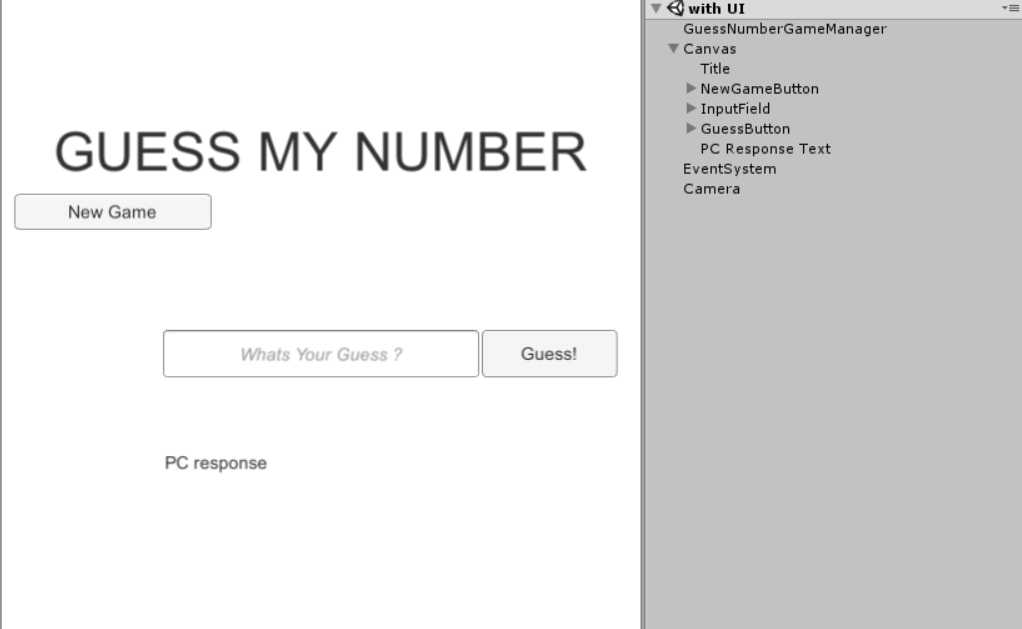 GUESS MY NUMBER
New Game
Whats Your Guess ?
Guess!
PC response
with UI
GuessNumberGameManager
Canvas
Title
NewGameButton
InputField
GuessButton
PC Response Text
EventSystem
Camera